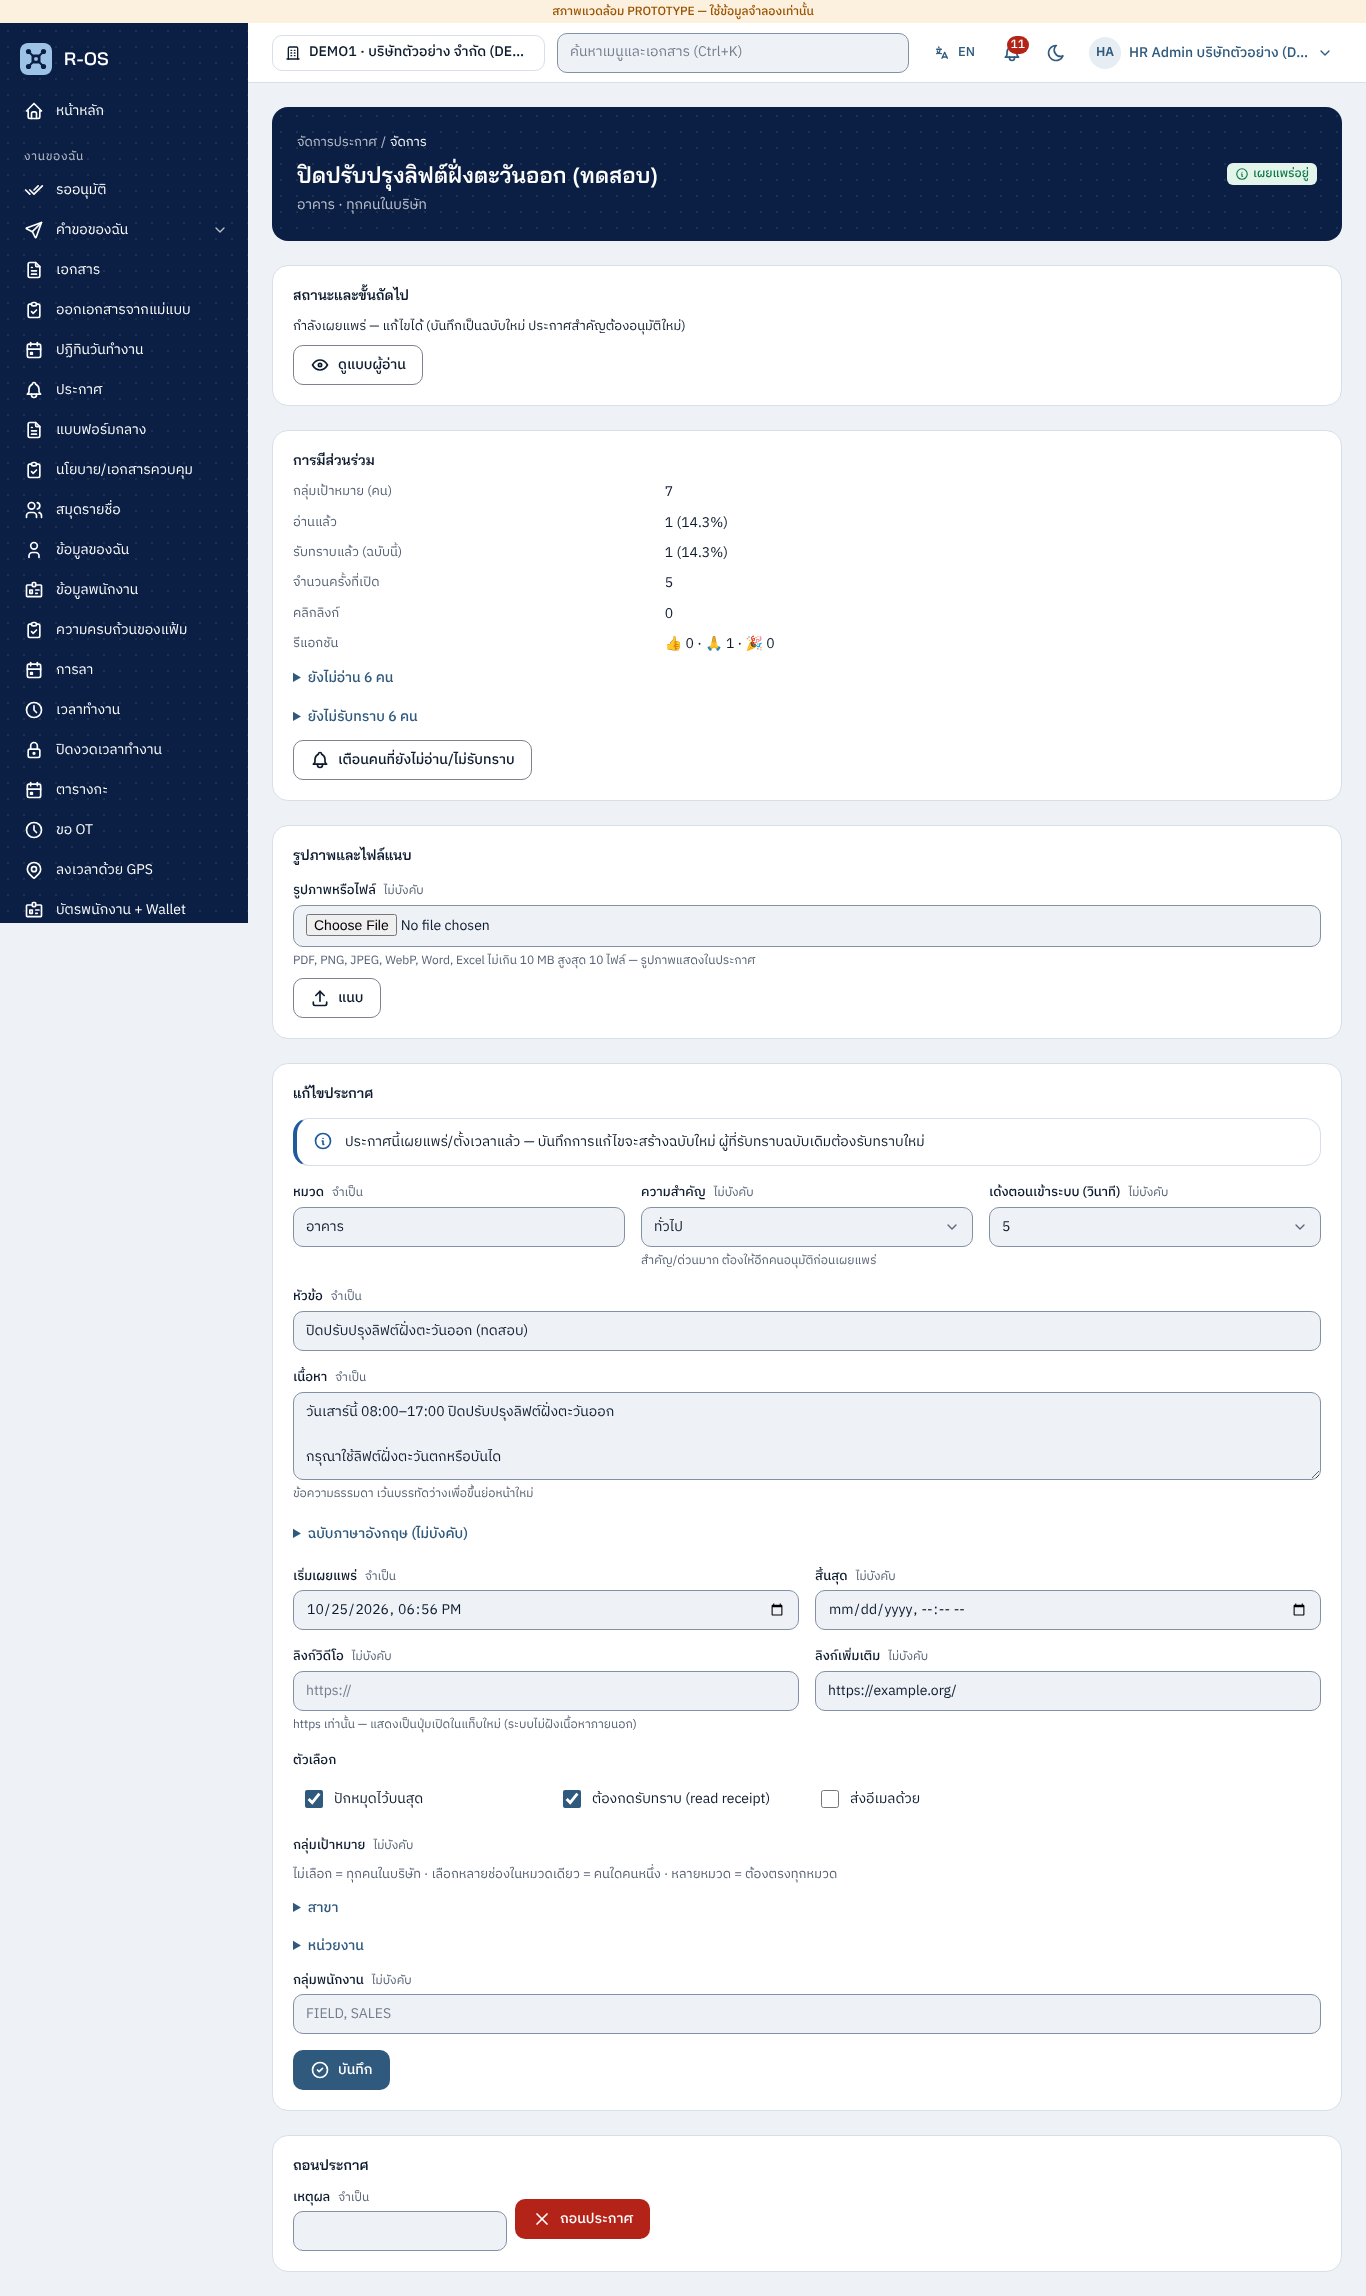 สภาพแวดล้อม PROTOTYPE — ใช้ข้อมูลจำลองเท่านั้น
R-OS
DEMO1 · บริษัทตัวอย่าง จำกัด (DE...
ค้นหาเมนูและเอกสาร (Ctrl+K)
EN
11
HA
HR Admin บริษัทตัวอย่าง (D...
หน้าหลัก
งานของฉัน
รออนุมัติ
คำขอของฉัน
เอกสาร
ออกเอกสารจากแม่แบบ
ปฏิทินวันทำงาน
ประกาศ
แบบฟอร์มกลาง
นโยบาย/เอกสารควบคุม
สมุดรายชื่อ
ข้อมูลของฉัน
ข้อมูลพนักงาน
ความครบถ้วนของแฟ้ม
การลา
เวลาทำงาน
ปิดงวดเวลาทำงาน
ตารางกะ
ขอ OT
ลงเวลาด้วย GPS
บัตรพนักงาน + Wallet
จัดการประกาศ / จัดการ
ปิดปรับปรุงลิฟต์ฝั่งตะวันออก (ทดสอบ)
อาคาร · ทุกคนในบริษัท
เผยแพร่อยู่
สถานะและขั้นถัดไป
กำลังเผยแพร่ — แก้ไขได้ (บันทึกเป็นฉบับใหม่ ประกาศสำคัญต้องอนุมัติใหม่)
ดูแบบผู้อ่าน
การมีส่วนร่วม
กลุ่มเป้าหมาย (คน) 7
อ่านแล้ว 1 (14.3%)
รับทราบแล้ว (ฉบับนี้) 1 (14.3%)
จำนวนครั้งที่เปิด 5
คลิกลิงก์ 0
รีแอกชัน 👍 0 · 🙏 1 · 🎉 0
ยังไม่อ่าน 6 คน
ยังไม่รับทราบ 6 คน
เตือนคนที่ยังไม่อ่าน/ไม่รับทราบ
รูปภาพและไฟล์แนบ
รูปภาพหรือไฟล์ ไม่บังคับ
Choose File No file chosen
PDF, PNG, JPEG, WebP, Word, Excel ไม่เกิน 10 MB สูงสุด 10 ไฟล์ — รูปภาพแสดงในประกาศ
แนบ
แก้ไขประกาศ
ประกาศนี้เผยแพร่/ตั้งเวลาแล้ว — บันทึกการแก้ไขจะสร้างฉบับใหม่ ผู้ที่รับทราบฉบับเดิมต้องรับทราบใหม่
หมวด จำเป็น
ความสำคัญ ไม่บังคับ
เด้งตอนเข้าระบบ (วินาที) ไม่บังคับ
อาคาร
ทั่วไป
5
สำคัญ/ด่วนมาก ต้องให้อีกคนอนุมัติก่อนเผยแพร่
หัวข้อ จำเป็น
ปิดปรับปรุงลิฟต์ฝั่งตะวันออก (ทดสอบ)
เนื้อหา จำเป็น
วันเสาร์นี้ 08:00–17:00 ปิดปรับปรุงลิฟต์ฝั่งตะวันออก
กรุณาใช้ลิฟต์ฝั่งตะวันตกหรือบันได
ข้อความธรรมดา เว้นบรรทัดว่างเพื่อขึ้นย่อหน้าใหม่
ฉบับภาษาอังกฤษ (ไม่บังคับ)
เริ่มเผยแพร่ จำเป็น
สิ้นสุด ไม่บังคับ
10/25/2026, 06:56 PM
mm/dd/yyyy, --:-- --
ลิงก์วิดีโอ ไม่บังคับ
ลิงก์เพิ่มเติม ไม่บังคับ
https://
https://example.org/
https เท่านั้น — แสดงเป็นปุ่มเปิดในแท็บใหม่ (ระบบไม่ฝังเนื้อหาภายนอก)
ตัวเลือก
ปักหมุดไว้บนสุด
ต้องกดรับทราบ (read receipt)
ส่งอีเมลด้วย
กลุ่มเป้าหมาย ไม่บังคับ
ไม่เลือก = ทุกคนในบริษัท · เลือกหลายช่องในหมวดเดียว = คนใดคนหนึ่ง · หลายหมวด = ต้องตรงทุกหมวด
สาขา
หน่วยงาน
กลุ่มพนักงาน ไม่บังคับ
FIELD, SALES
บันทึก
ถอนประกาศ
เหตุผล จำเป็น
ถอนประกาศ